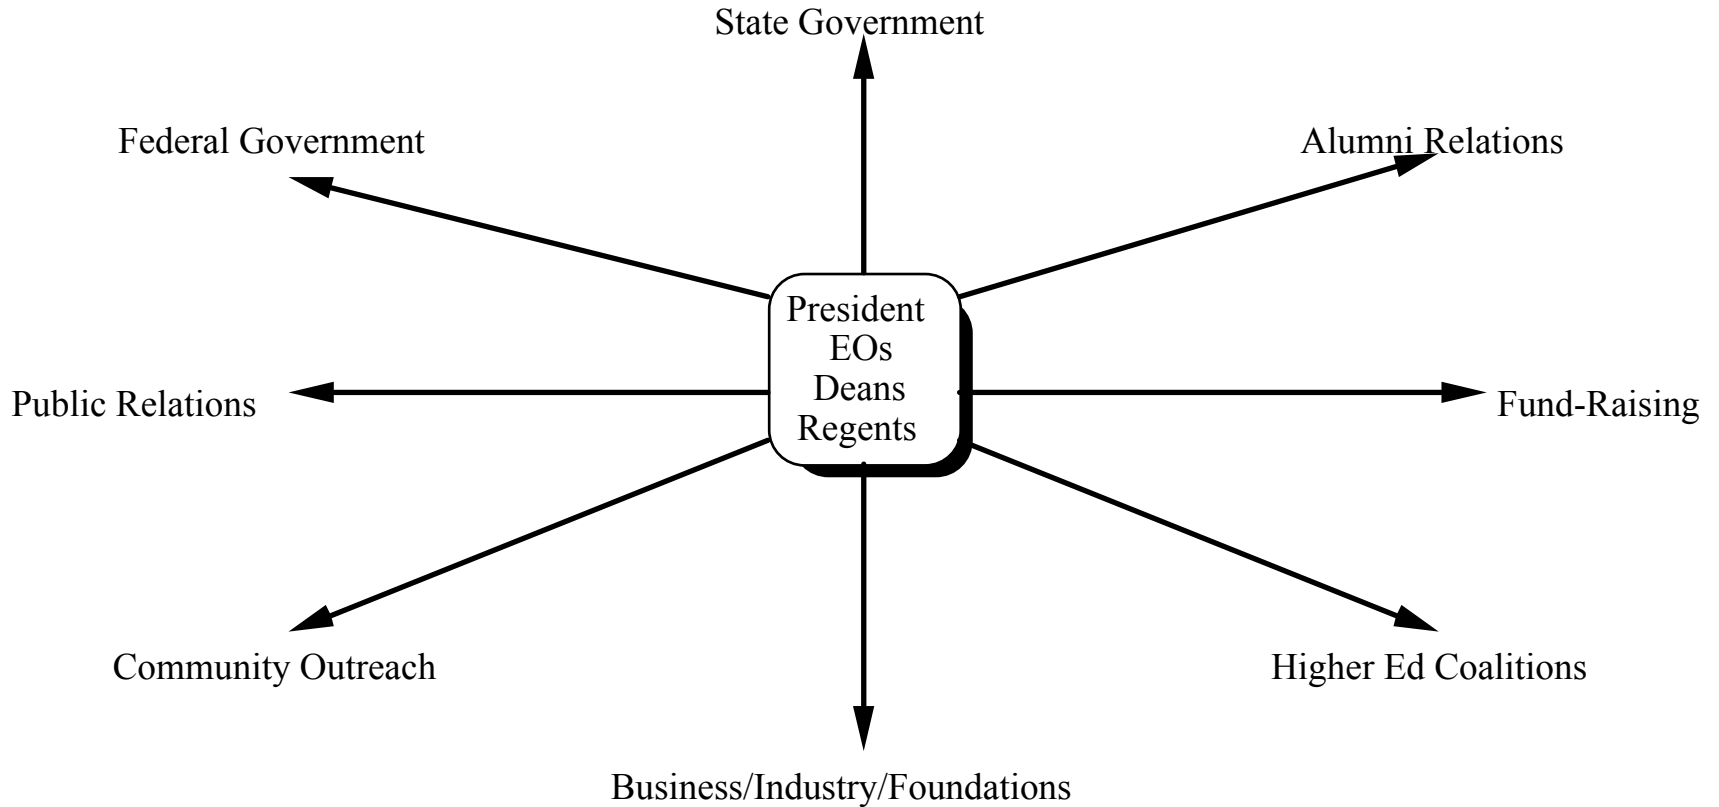 State Government
Federal Government
Alumni Relations
President
EOs
Deans
Regents
Public Relations
Fund-Raising
Community Outreach
Higher Ed Coalitions
Business/Industry/Foundations